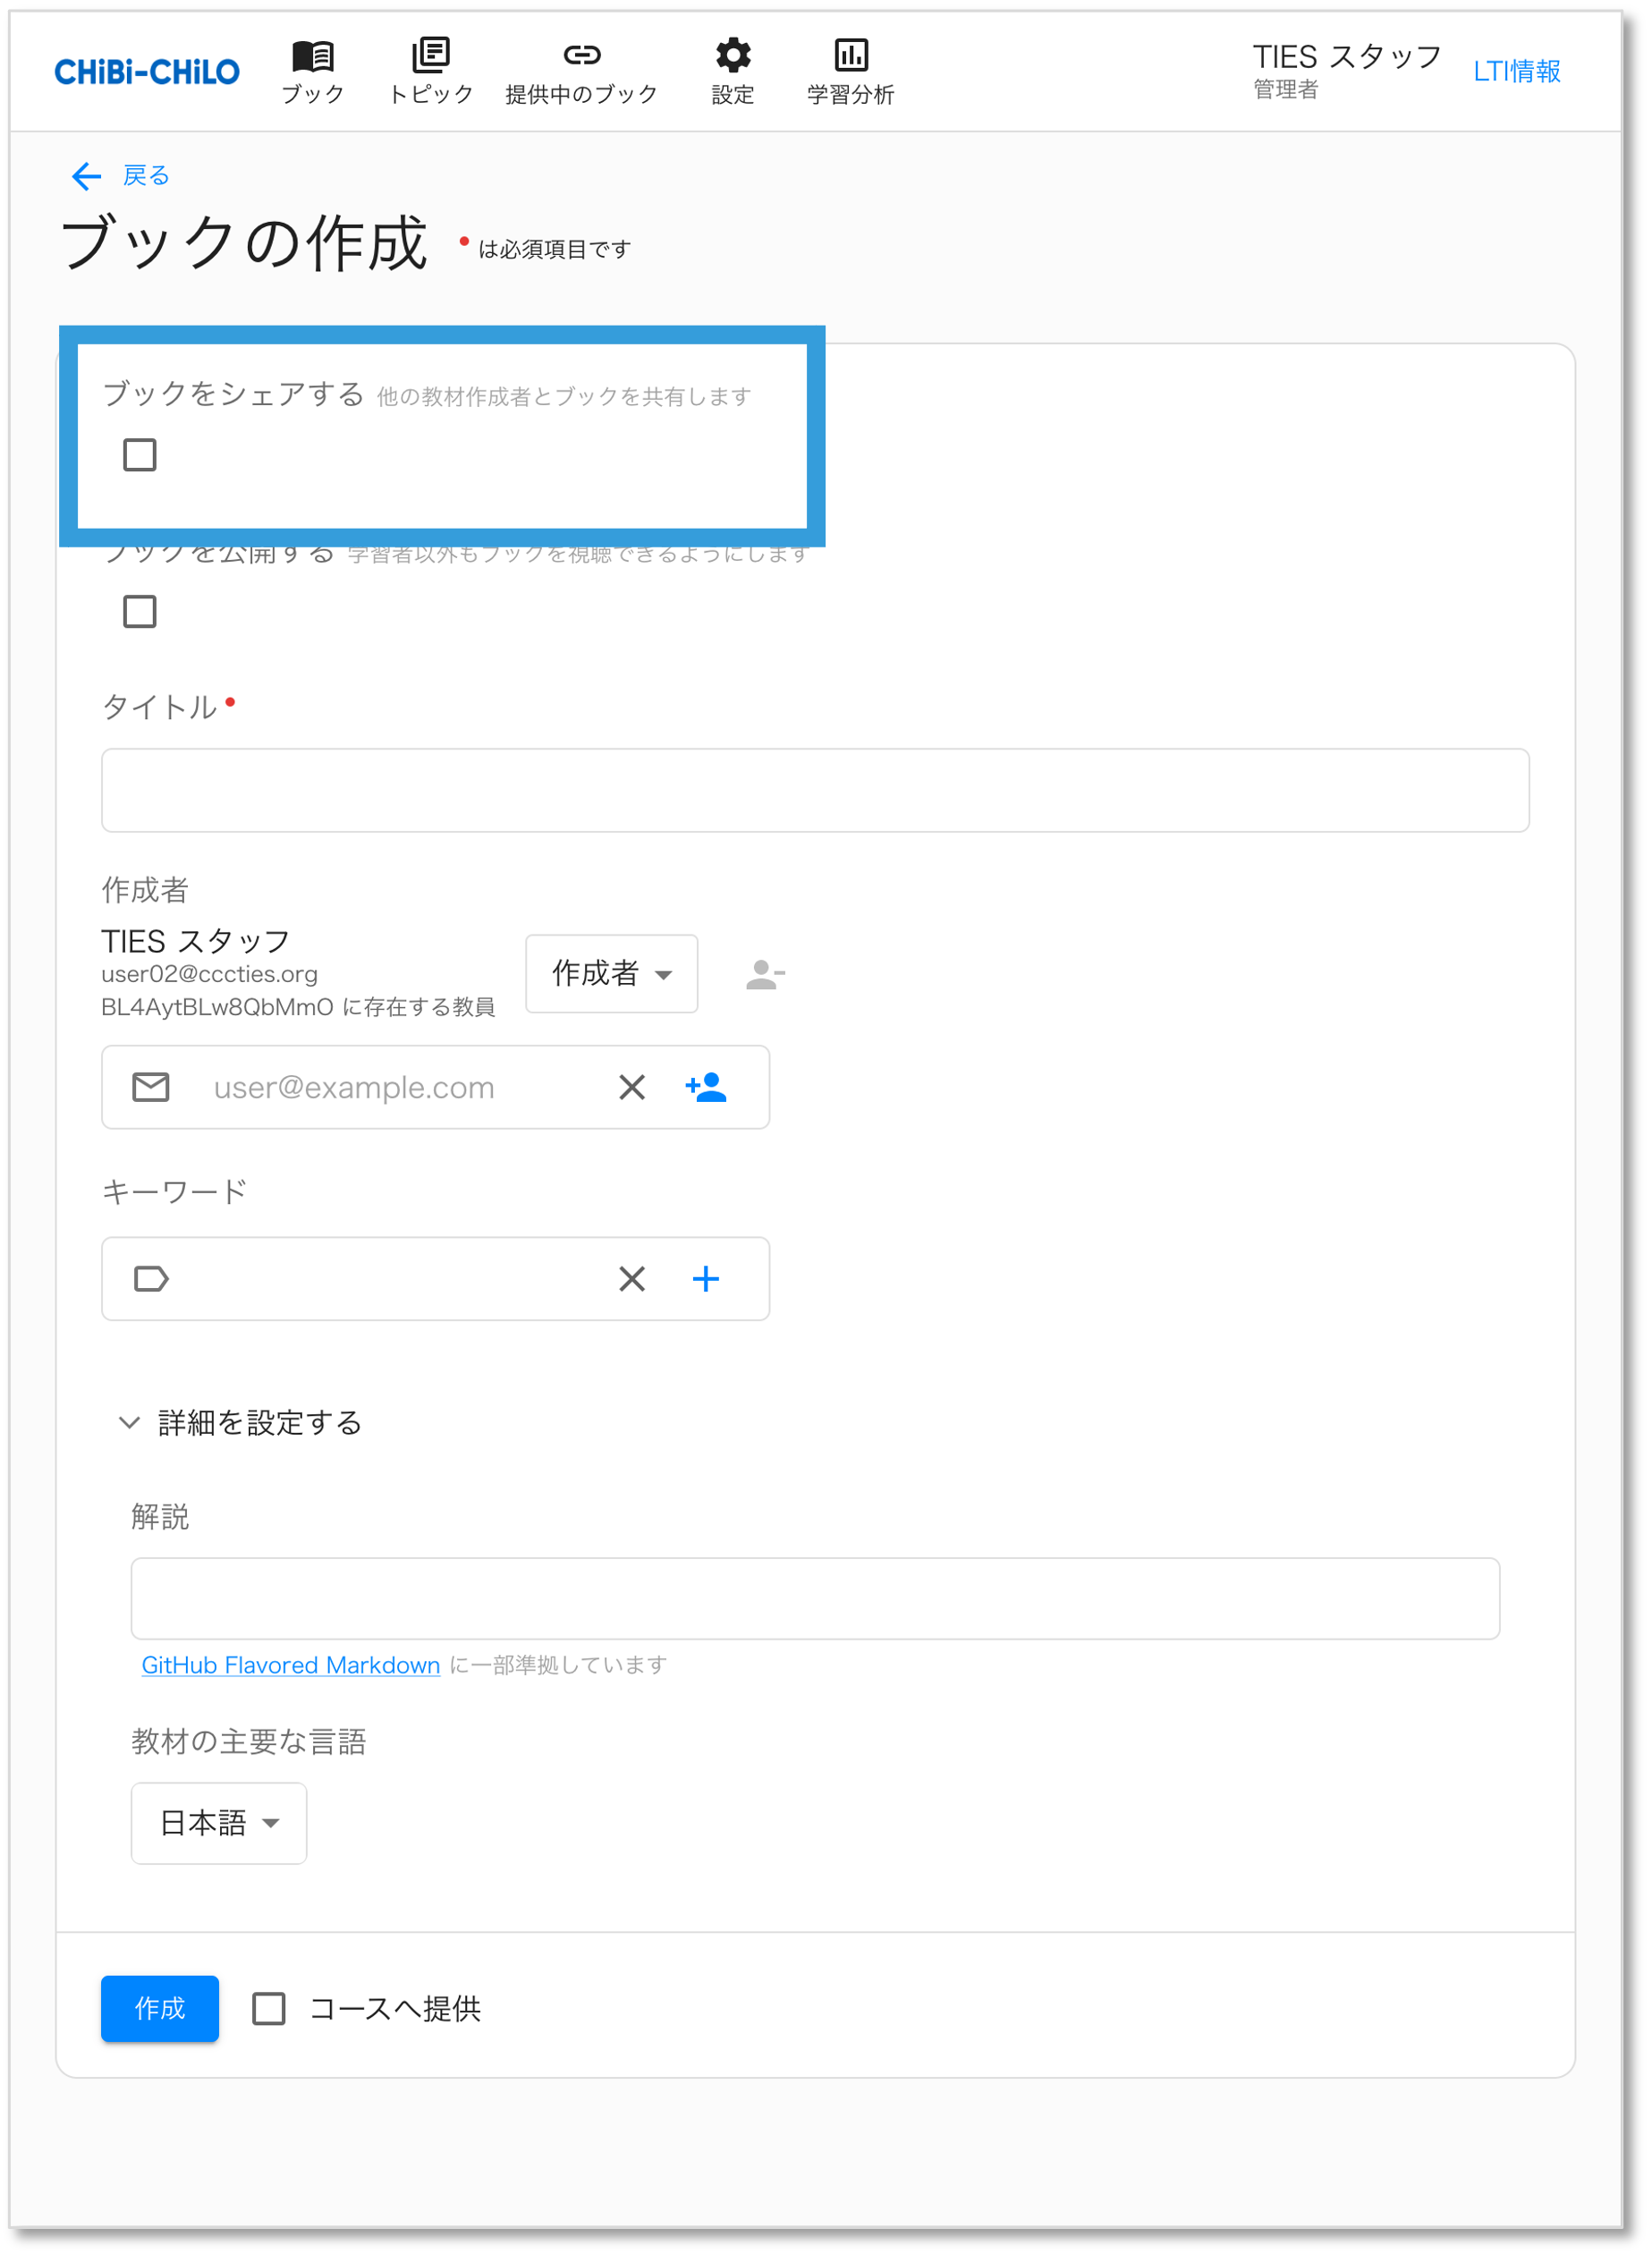 CHiBi-CHiLO
ブック
トピック
提供中のブック
設定
学習分析
TIES スタッフ
管理者
LTI情報
戻る
ブックの作成
は必須項目です
ブックをシェアする 他の教材作成者とブックを共有します
ブックを公開する 学習者以外もブックを視聴できるようにします
タイトル
作成者
TIES スタッフ
user02@cccties.org
BL4AytBLw8QbMmO に存在する教員
作成者
user@example.com
キーワード
詳細を設定する
解説
GitHub Flavored Markdown に一部準拠しています
教材の主要な言語
日本語
作成
コースへ提供